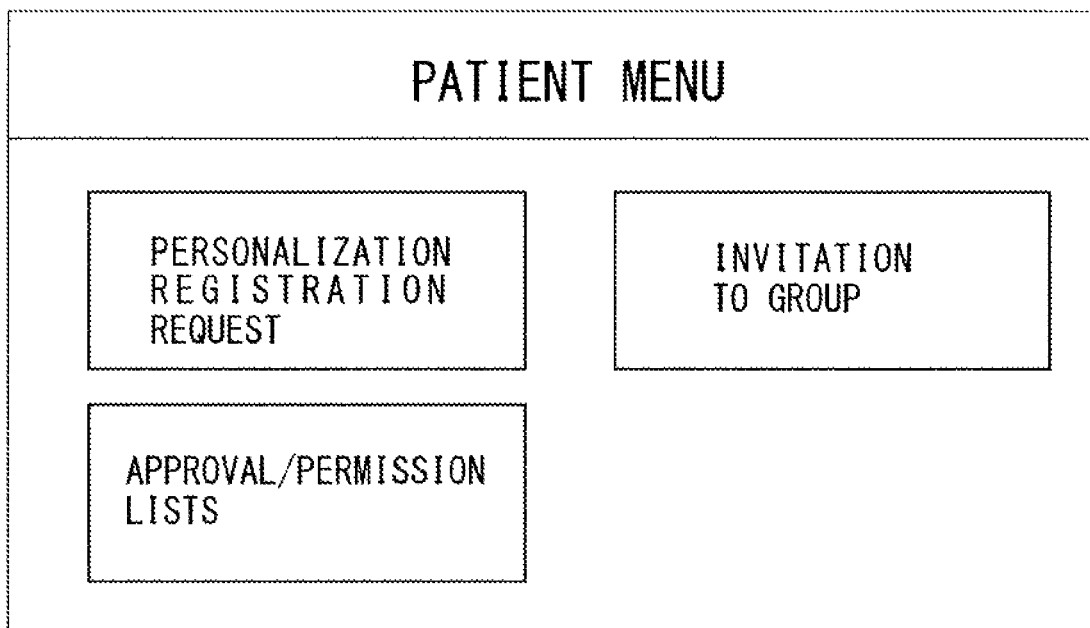 PATIENT MENU
PERSONALIZATION
REGISTRATION
REQUEST
INVITATION
TO GROUP
APPROVAL/PERMISSION
LISTS